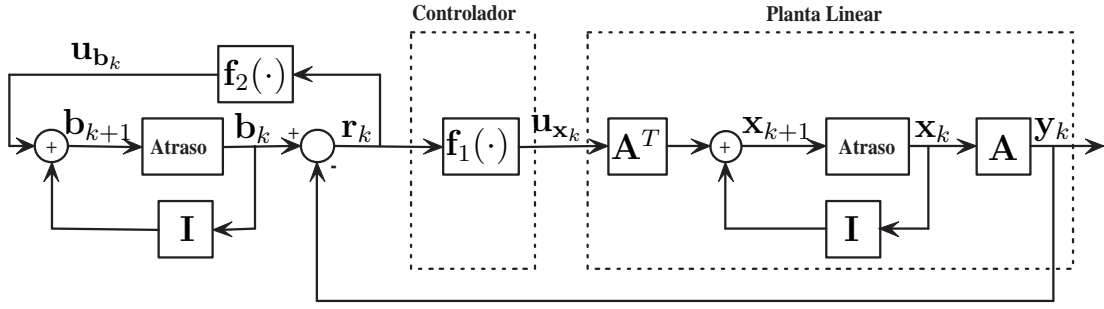 Controlador
Planta Linear
u_{b_k}
f_2(·)
b_{k+1}
b_k
r_k
u_{x_k}
x_{k+1}
x_k
y_k
+
Atraso
+
-
f_1(·)
A^T
+
Atraso
A
I
I